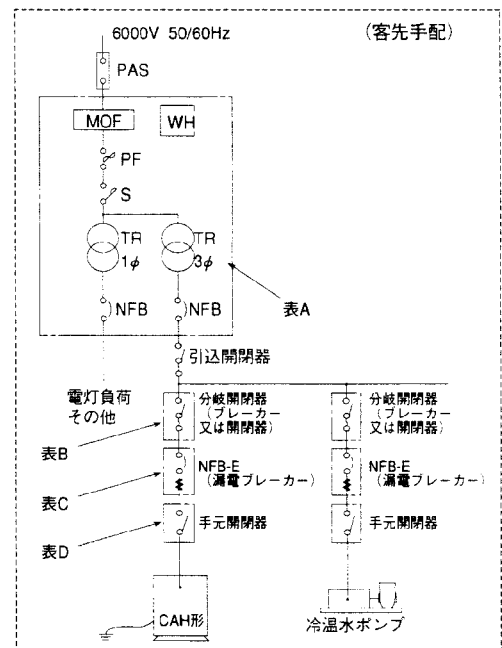 6000V 50/60Hz
(客先手配)
PAS
MOF
WH
PF
S
TR
1φ
TR
3φ
NFB
NFB
表A
引込開閉器
電灯負荷
その他
分岐開閉器
(ブレーカー
又は開閉器)
分岐開閉器
(ブレーカー
又は開閉器)
表B
NFB-E
(漏電ブレーカー)
NFB-E
(漏電ブレーカー)
表C
手元開閉器
手元開閉器
表D
CAH形
冷温水ポンプ